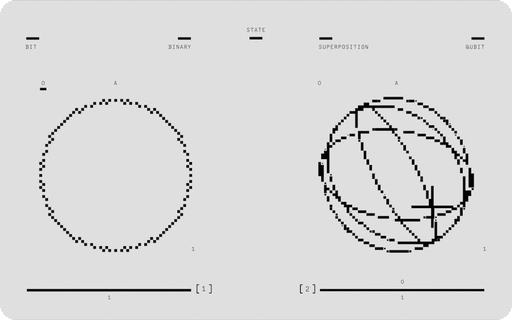 STATE
BIT BINARY SUPERPOSITION QUBIT
0 A 0 A
1 1
[1] [2] 0
1 1